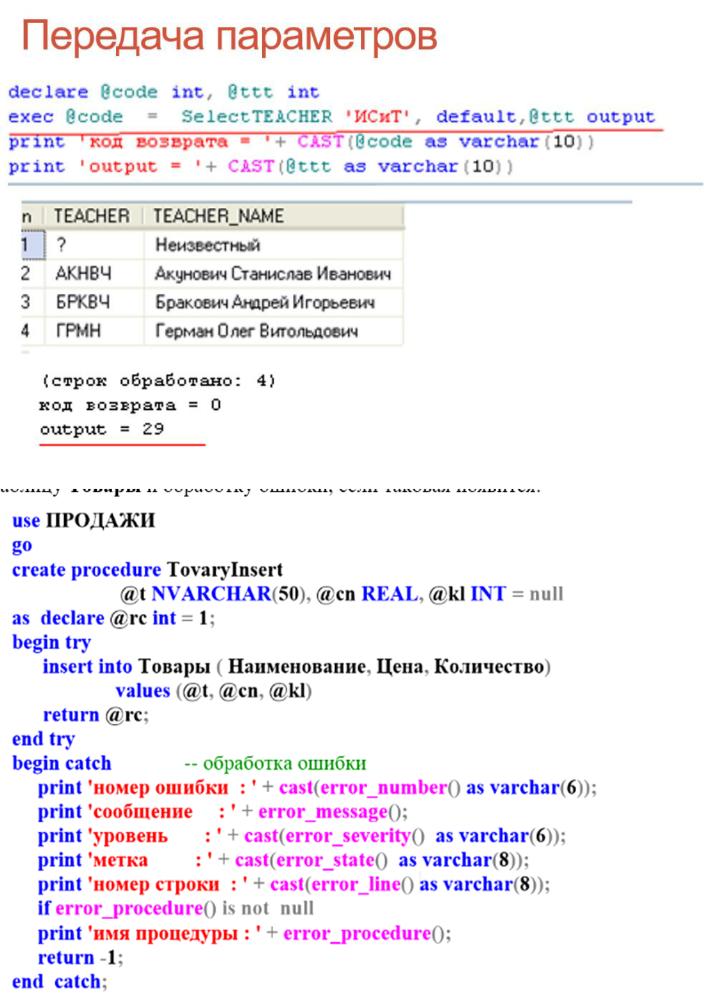 Передача параметров
declare @code int, @ttt int
exec @code = SelectTEACHER 'ИСиТ', default,@ttt output
print 'код возврата = '+ CAST(@code as varchar(10))
print 'output = '+ CAST(@ttt as varchar(10))
n TEACHER TEACHER_NAME
1 ? Неизвестный
2 АКНВЧ Акунович Станислав Иванович
3 БРКВЧ Бракович Андрей Игорьевич
4 ГРМН Герман Олег Витольдович
(строк обработано: 4)
код возврата = 0
output = 29
Товары и обработку ошибки, если таковая появится.
use ПРОДАЖИ
go
create procedure TovaryInsert
@t NVARCHAR(50), @cn REAL, @kl INT = null
as declare @rc int = 1;
begin try
insert into Товары ( Наименование, Цена, Количество)
values (@t, @cn, @kl)
return @rc;
end try
begin catch -- обработка ошибки
print 'номер ошибки : ' + cast(error_number() as varchar(6));
print 'сообщение : ' + error_message();
print 'уровень : ' + cast(error_severity() as varchar(6));
print 'метка : ' + cast(error_state() as varchar(8));
print 'номер строки : ' + cast(error_line() as varchar(8));
if error_procedure() is not null
print 'имя процедуры : ' + error_procedure();
return -1;
end catch;